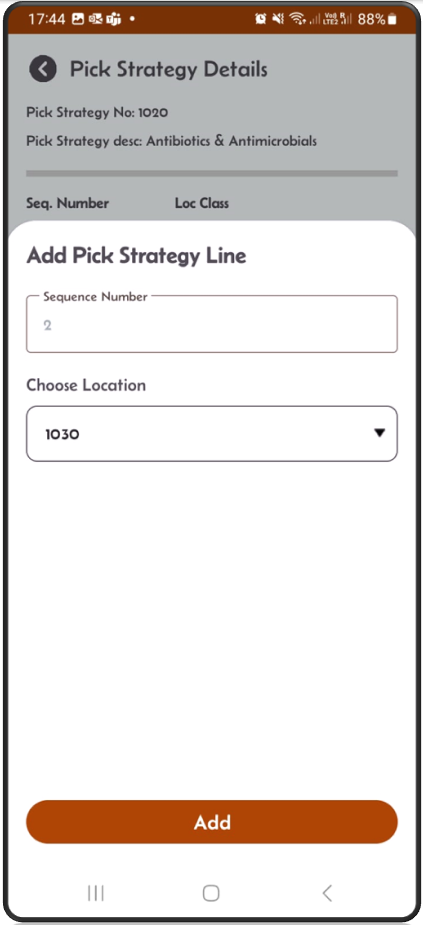 17:44 88%
Pick Strategy Details
Pick Strategy No: 1020
Pick Strategy desc: Antibiotics & Antimicrobials
Seq. Number Loc Class
Add Pick Strategy Line
Sequence Number
2
Choose Location
1030
Add